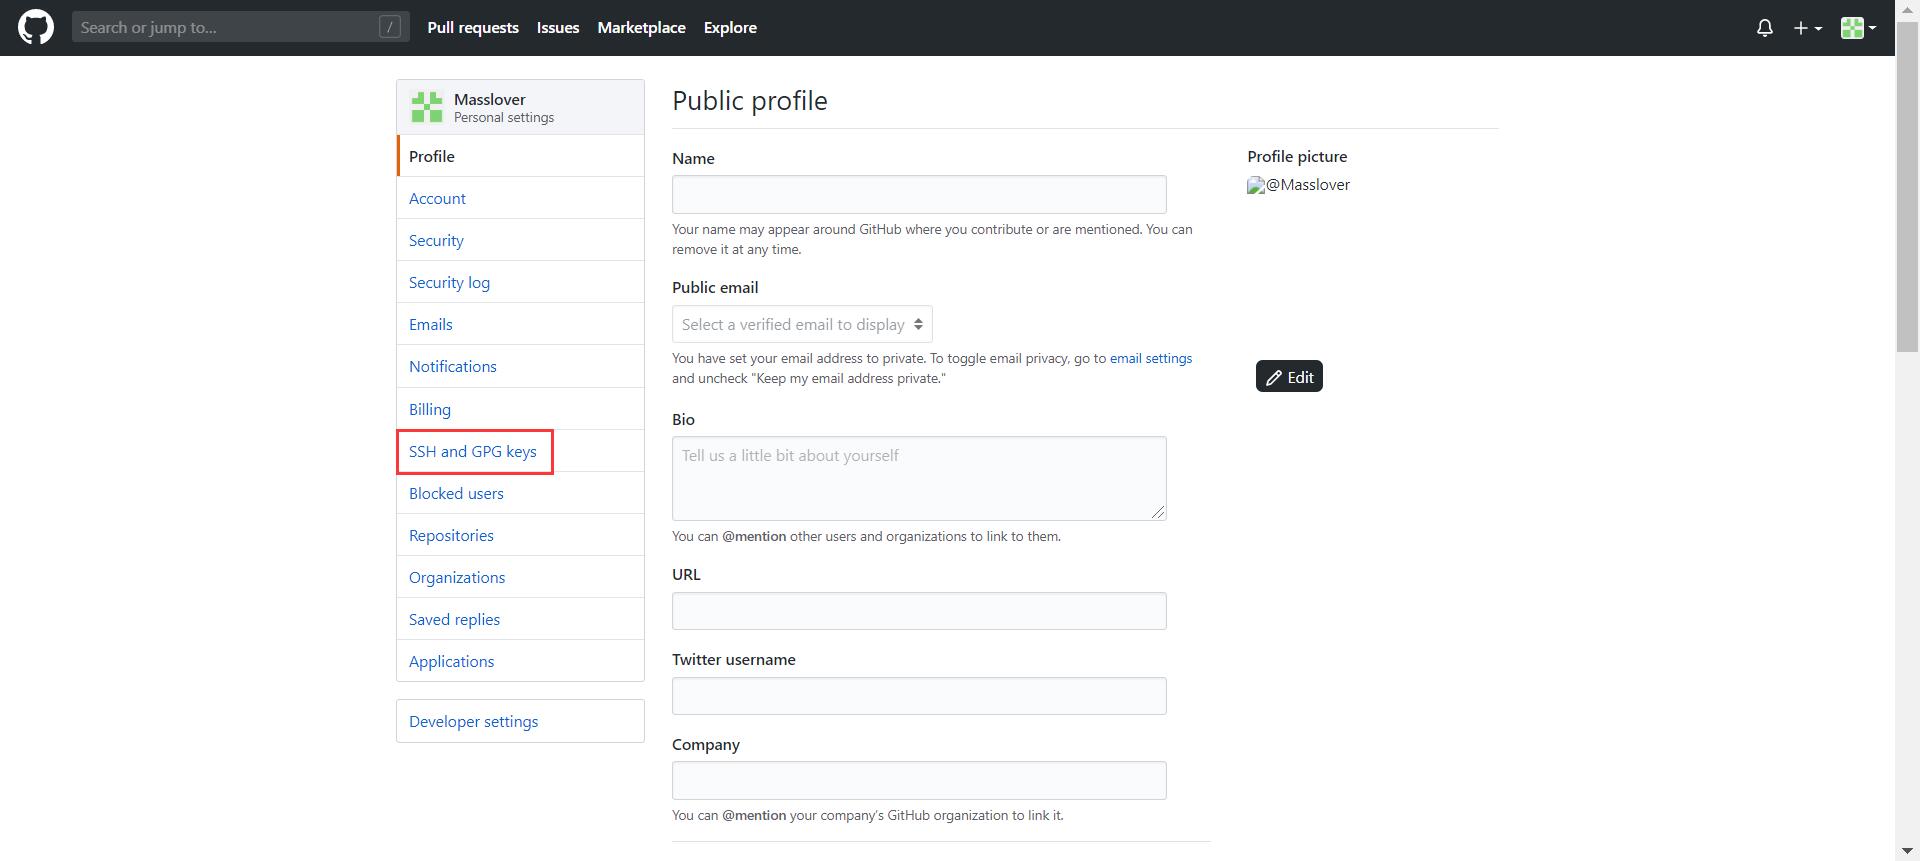 Search or jump to...
/
Pull requests
Issues
Marketplace
Explore
Masslover
Personal settings
Profile
Account
Security
Security log
Emails
Notifications
Billing
SSH and GPG keys
Blocked users
Repositories
Organizations
Saved replies
Applications
Developer settings
Public profile
Name
Your name may appear around GitHub where you contribute or are mentioned. You can
remove it at any time.
Public email
Select a verified email to display
You have set your email address to private. To toggle email privacy, go to email settings
and uncheck "Keep my email address private."
Bio
Tell us a little bit about yourself
You can @mention other users and organizations to link to them.
URL
Twitter username
Company
You can @mention your company's GitHub organization to link it.
Profile picture
@Masslover
Edit